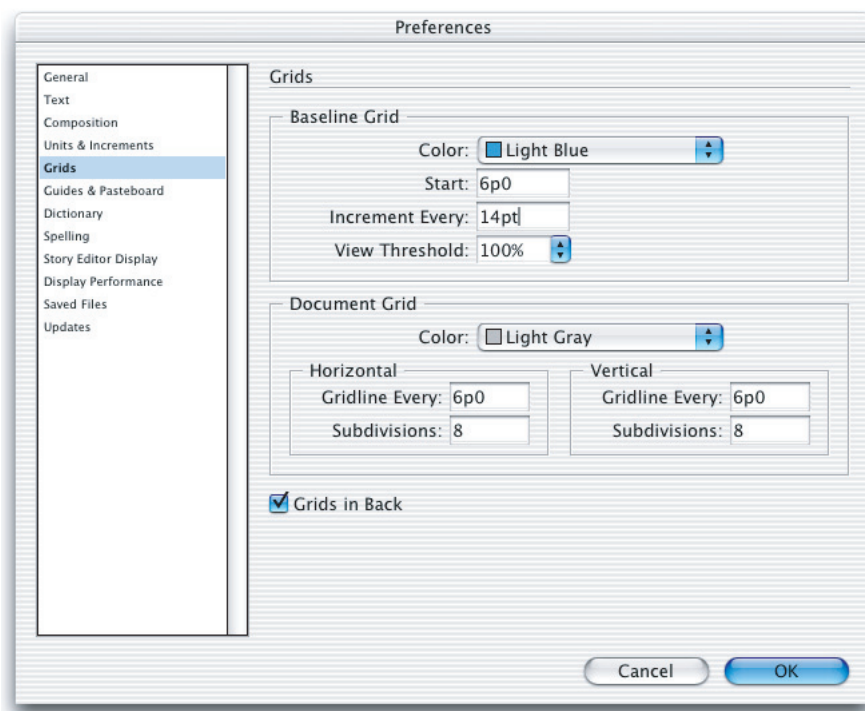 Preferences
General
Text
Composition
Units & Increments
Grids
Guides & Pasteboard
Dictionary
Spelling
Story Editor Display
Display Performance
Saved Files
Updates
Grids
Baseline Grid
Color: Light Blue
Start: 6p0
Increment Every: 14pt
View Threshold: 100%
Document Grid
Color: Light Gray
Horizontal
Gridline Every: 6p0
Subdivisions: 8
Vertical
Gridline Every: 6p0
Subdivisions: 8
Grids in Back
Cancel OK